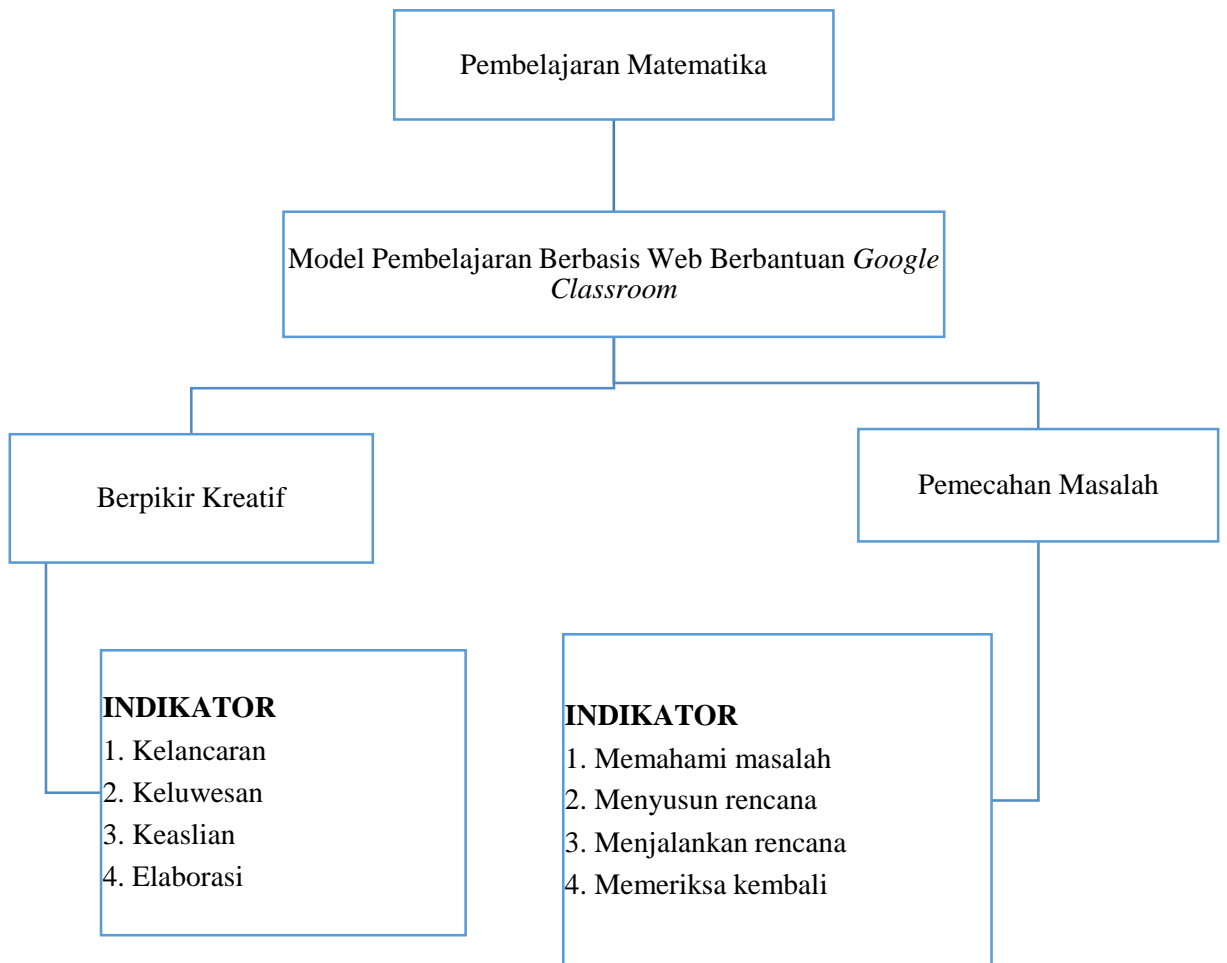 Pembelajaran Matematika
Model Pembelajaran Berbasis Web Berbantuan Google
Classroom
Berpikir Kreatif
Pemecahan Masalah
INDIKATOR
1. Kelancaran
2. Keluwesan
3. Keaslian
4. Elaborasi
INDIKATOR
1. Memahami masalah
2. Menyusun rencana
3. Menjalankan rencana
4. Memeriksa kembali